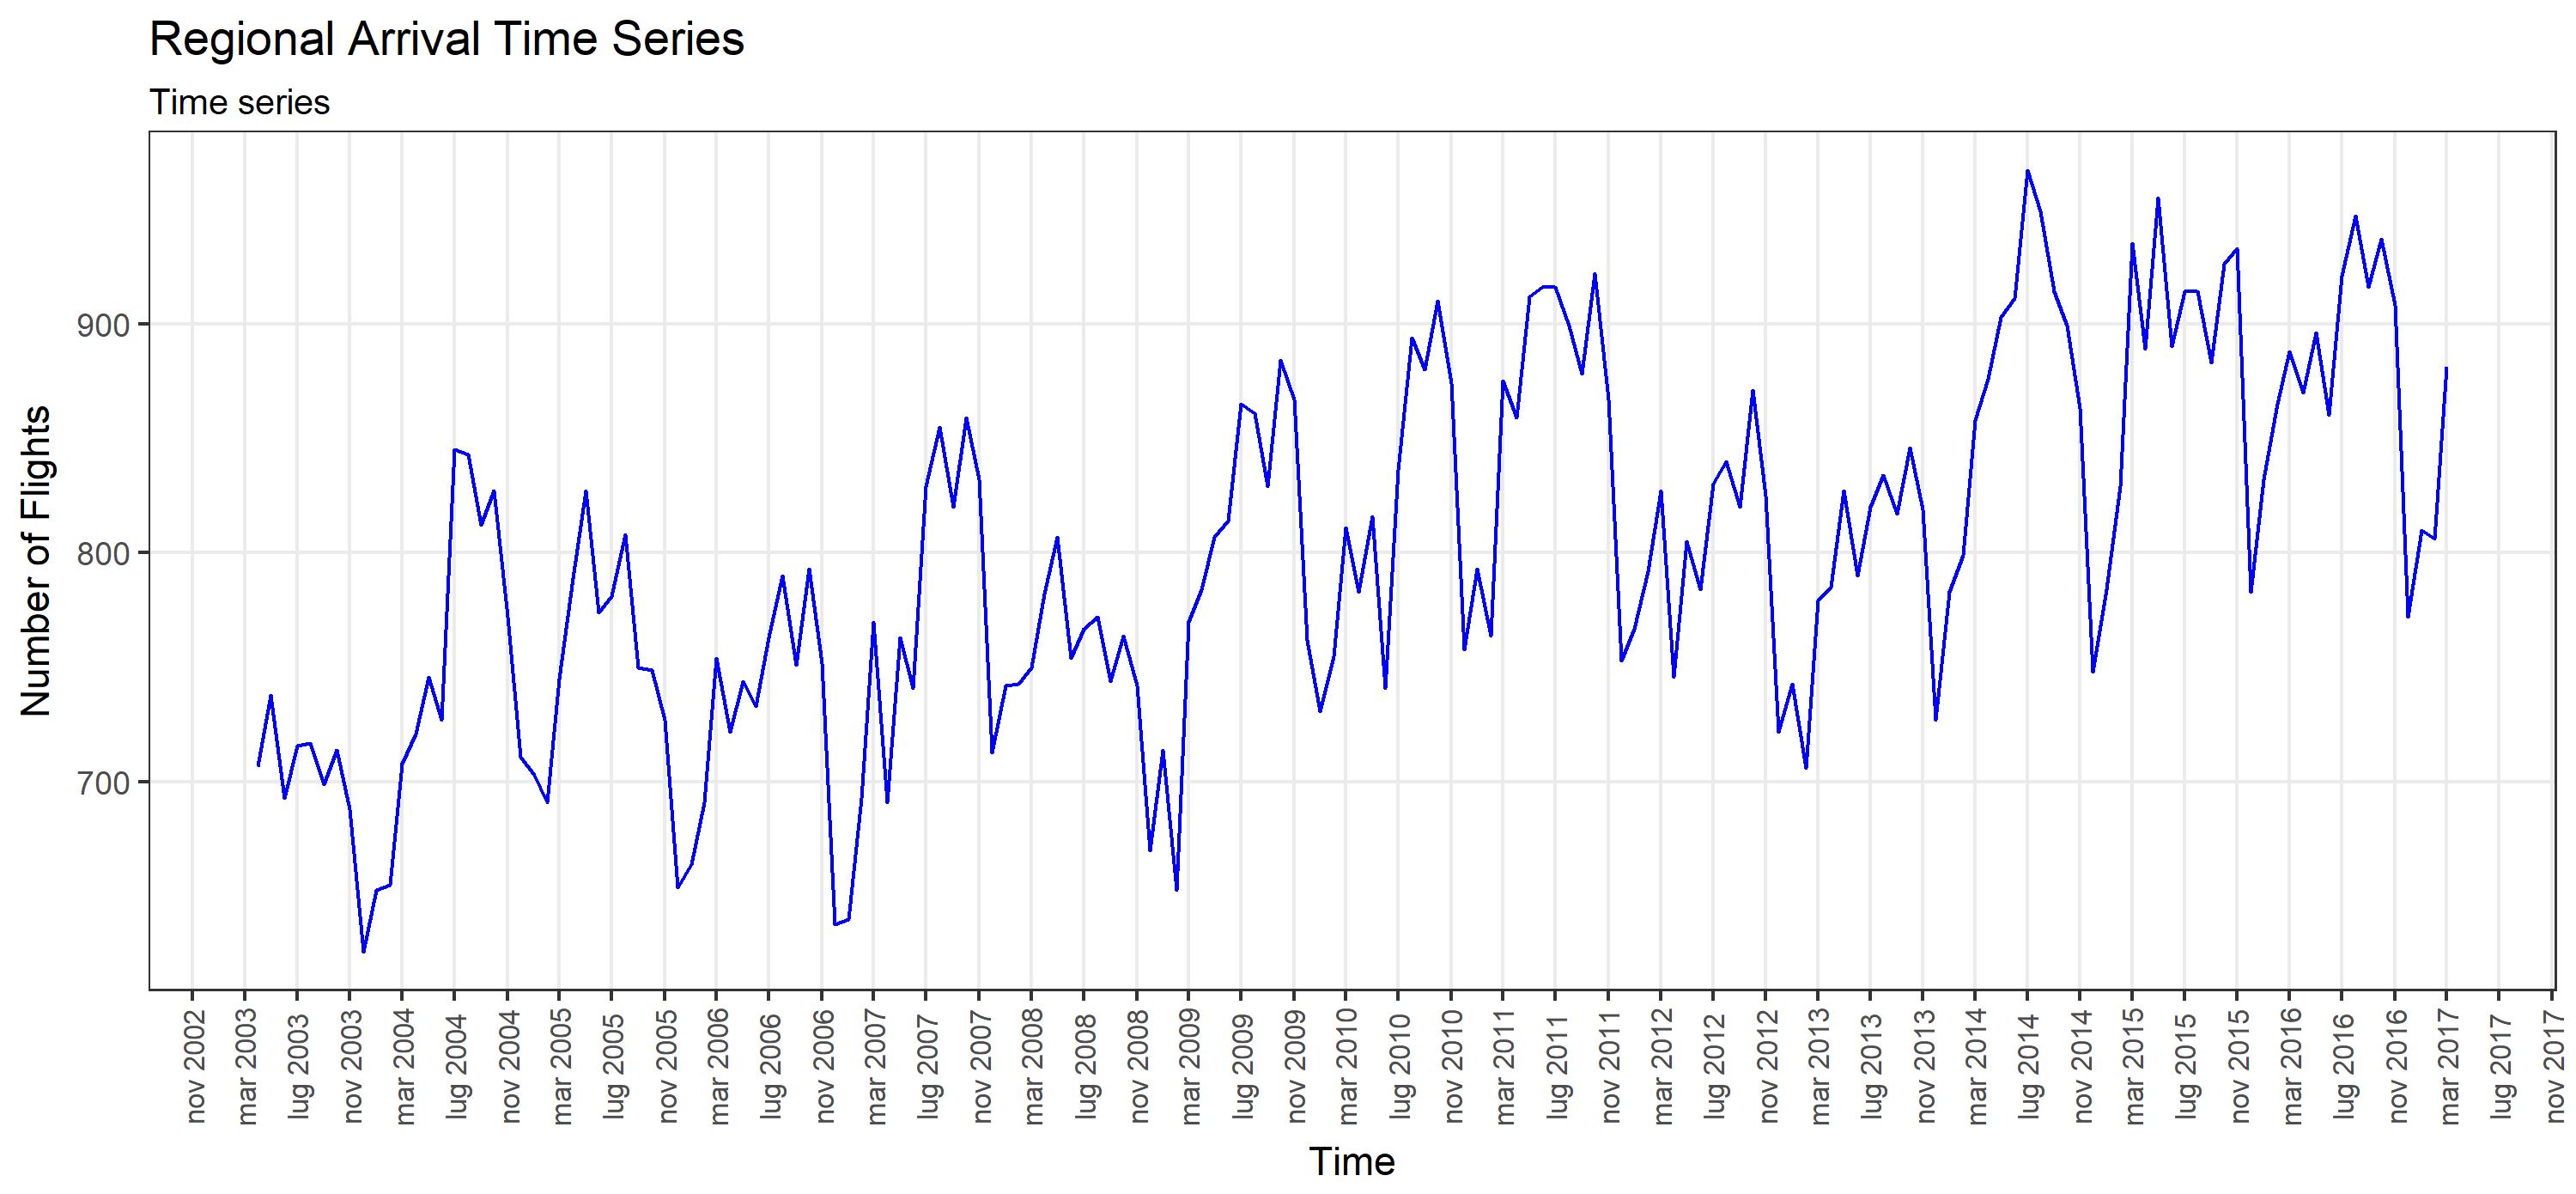 Regional Arrival Time Series
Time series
Number of Flights
900
800
700
nov 2002
mar 2003
lug 2003
nov 2003
mar 2004
lug 2004
nov 2004
mar 2005
lug 2005
nov 2005
mar 2006
lug 2006
nov 2006
mar 2007
lug 2007
nov 2007
mar 2008
lug 2008
nov 2008
mar 2009
lug 2009
nov 2009
mar 2010
lug 2010
nov 2010
mar 2011
lug 2011
nov 2011
mar 2012
lug 2012
nov 2012
mar 2013
lug 2013
nov 2013
mar 2014
lug 2014
nov 2014
mar 2015
lug 2015
nov 2015
mar 2016
lug 2016
nov 2016
mar 2017
lug 2017
nov 2017
Time